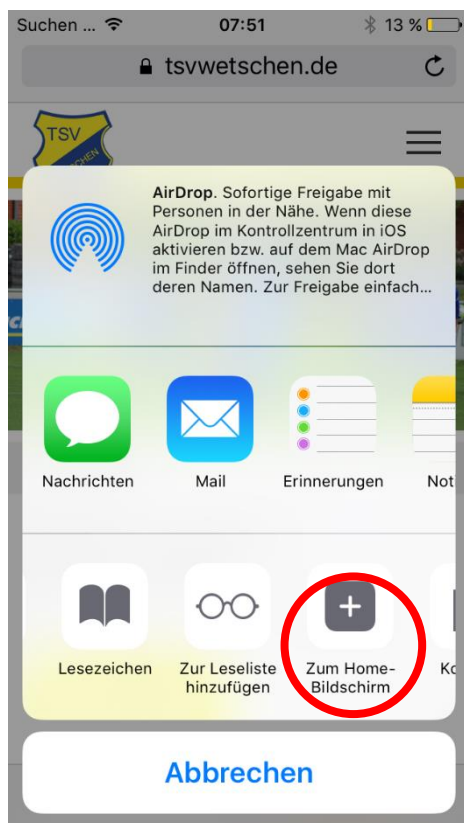 Suchen ... 07:51 13 %
tsvwetschen.de
TSV
AirDrop. Sofortige Freigabe mit
Personen in der Nähe. Wenn diese
AirDrop im Kontrollzentrum in iOS
aktivieren bzw. auf dem Mac AirDrop
im Finder öffnen, sehen Sie dort
deren Namen. Zur Freigabe einfach...
Nachrichten Mail Erinnerungen Not
Lesezeichen Zur Leseliste Zum Home- Ko
hinzufügen Bildschirm
Abbrechen